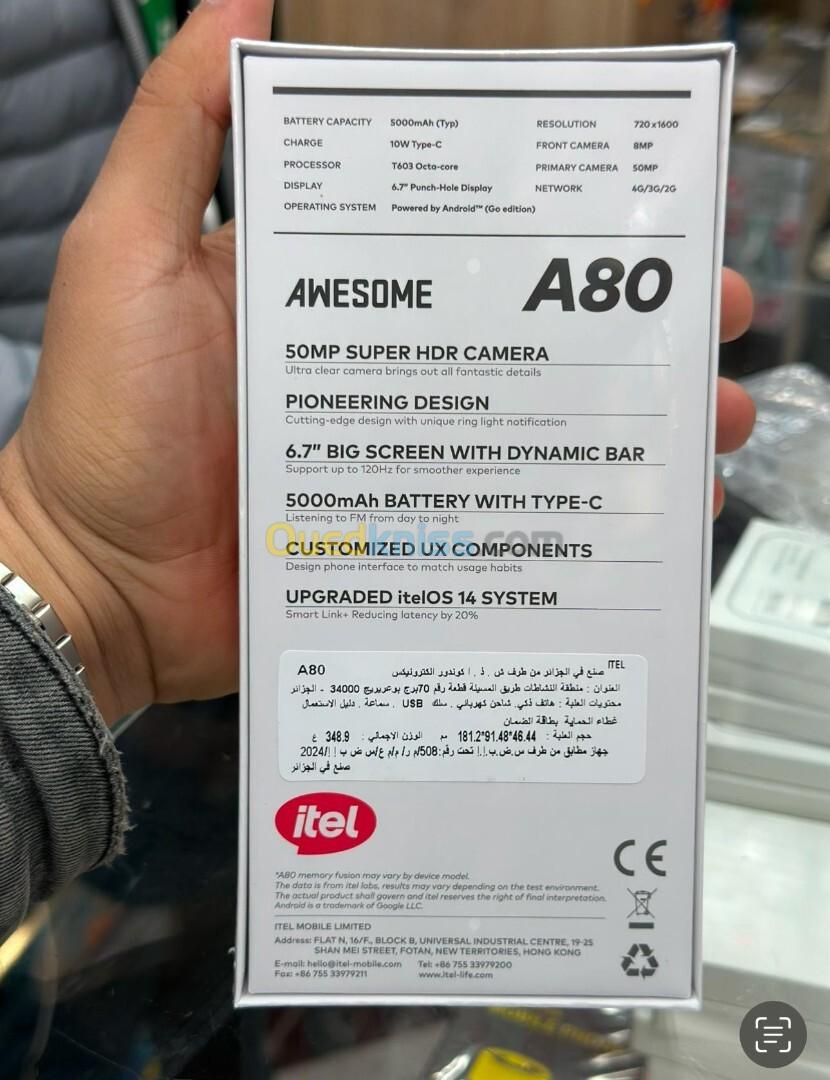 BATTERY CAPACITY 5000mAh (Typ) RESOLUTION 720x1600
CHARGE 10W Type-C FRONT CAMERA 8MP
PROCESSOR T603 Octa-core PRIMARY CAMERA 50MP
DISPLAY 6.7" Punch-Hole Display NETWORK 4G/3G/2G
OPERATING SYSTEM Powered by Android™ (Go edition)
AWESOME A80
50MP SUPER HDR CAMERA
Ultra clear camera brings out all fantastic details
PIONEERING DESIGN
Cutting-edge design with unique ring light notification
6.7" BIG SCREEN WITH DYNAMIC BAR
Support up to 120Hz for smoother experience
5000mAh BATTERY WITH TYPE-C
Listening to FM from day to night
Ouedkniss.com
CUSTOMIZED UX COMPONENTS
Design phone interface to match usage habits
UPGRADED itelOS 14 SYSTEM
Smart Link+ Reducing latency by 20%
ITEL
A80 صنع في الجزائر من طرف ش . ذ . ا كوندور الكترونيكس
العنوان : منطقة النشاطات طريق المسيلة قطعة رقم 70برج بوعريريج 34000 - الجزائر
محتويات العلبة : هاتف ذكي. شاحن كهربائي . سلك USB . سماعة . دليل الاستعمال
غطاء الحماية بطاقة الضمان
حجم العلبة : 181.2*91.48*46.44 مم الوزن الإجمالي : 348.9 غ
جهاز مطابق من طرف س.ض.ب.إ.إ تحت رقم:508/م ر/ م/م ع/س ض ب إ إ/2024
صنع في الجزائر
itel
CE
*A80 memory fusion may vary by device model.
The data is from itel labs, results may vary depending on the test environment.
The actual product shall govern and itel reserves the right of final interpretation.
Android is a trademark of Google LLC.
ITEL MOBILE LIMITED
Address: FLAT N, 16/F., BLOCK B, UNIVERSAL INDUSTRIAL CENTRE, 19-25
SHAN MEI STREET, FOTAN, NEW TERRITORIES, HONG KONG
E-mail: hello@itel-mobile.com Tel: +86 755 33979200
Fax: +86 755 33979211 www.itel-life.com